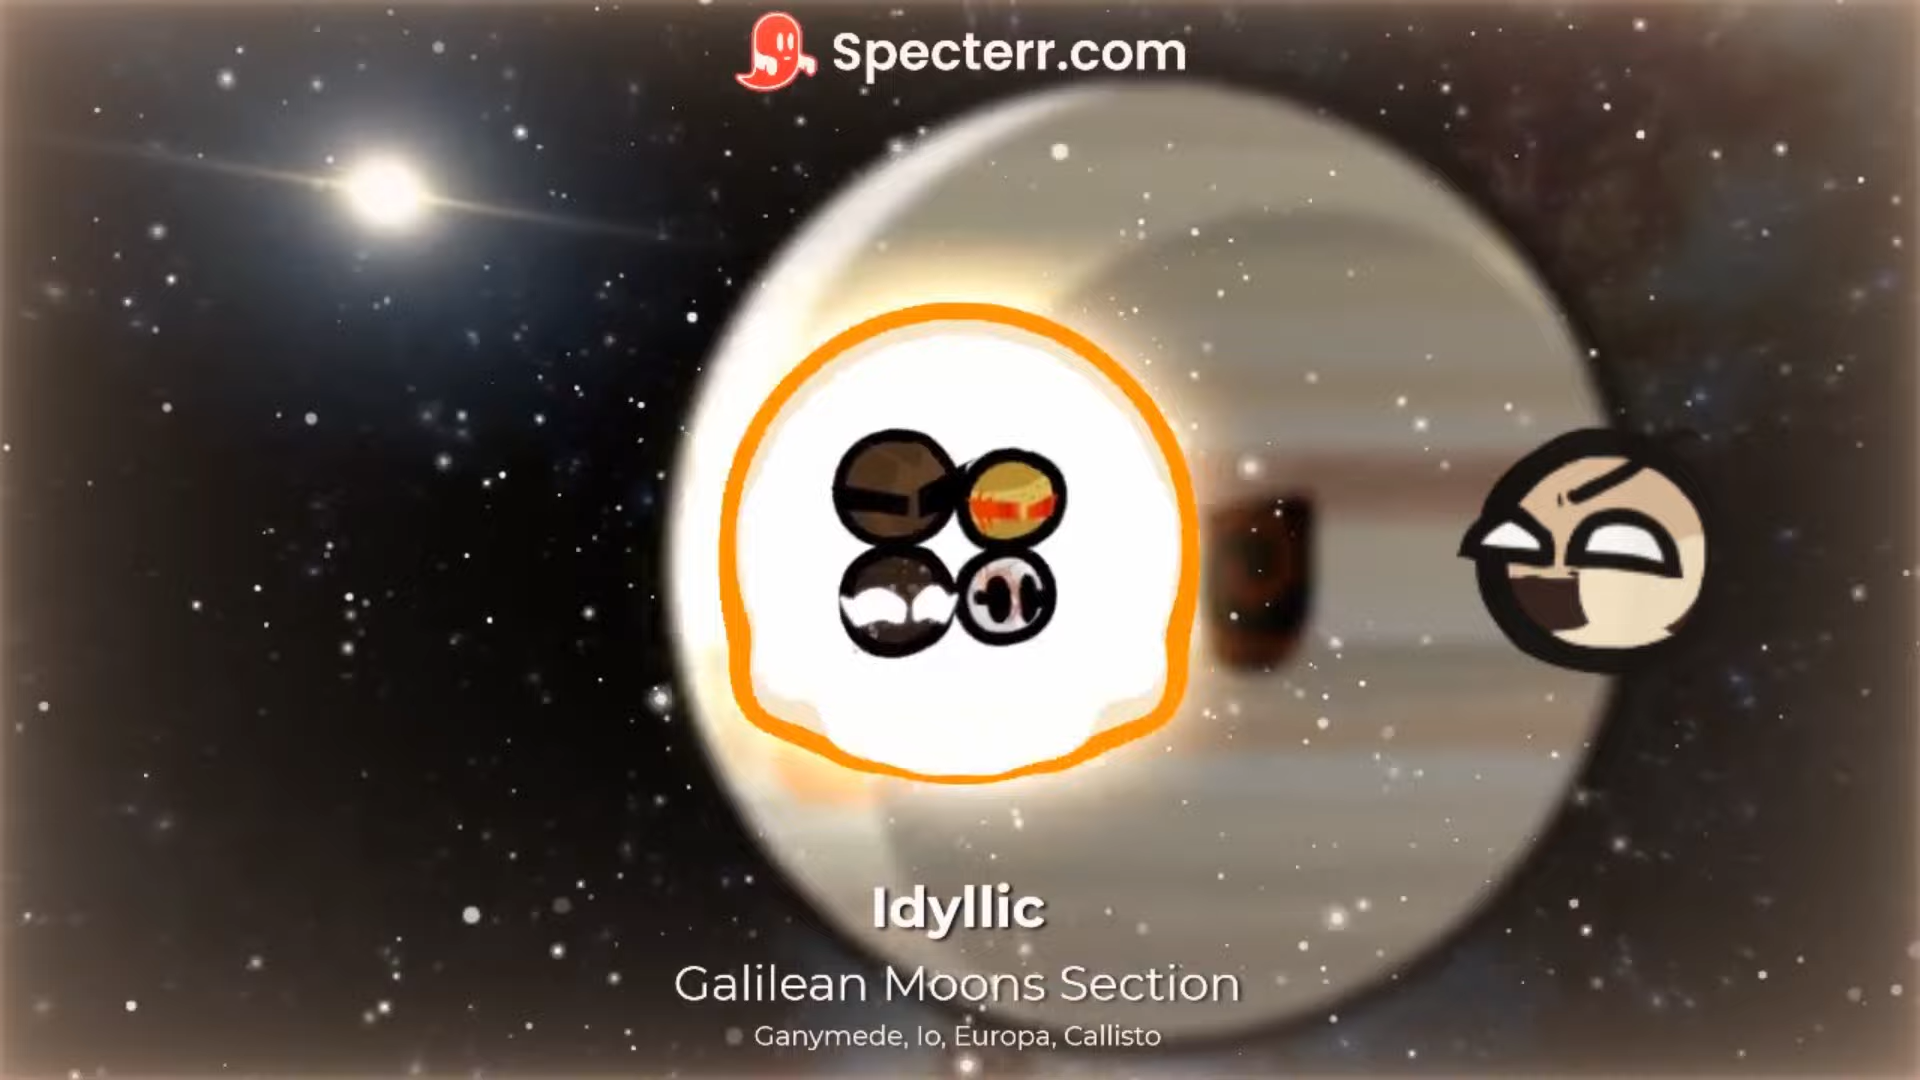 Specterr.com
Idyllic
Galilean Moons Section
Ganymede, Io, Europa, Callisto